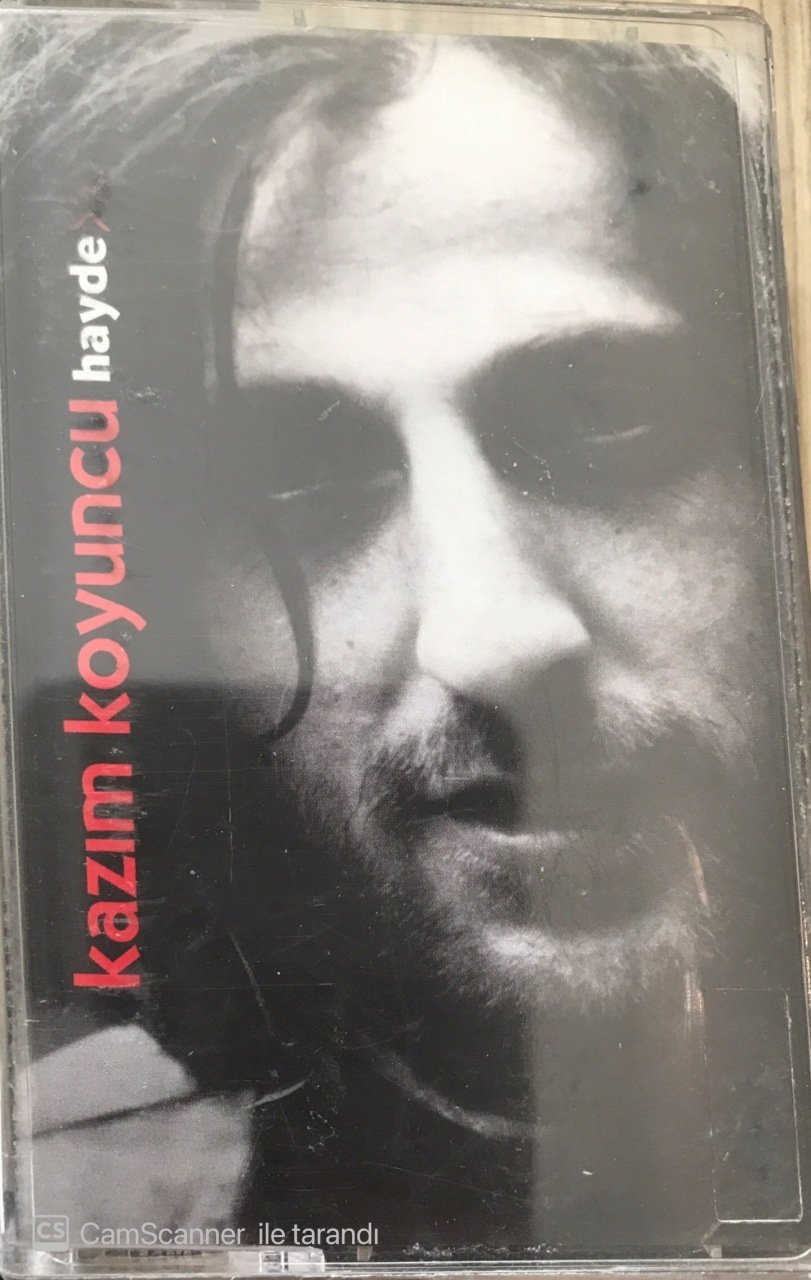 kazım koyuncu hayde
CS CamScanner ile tarandı